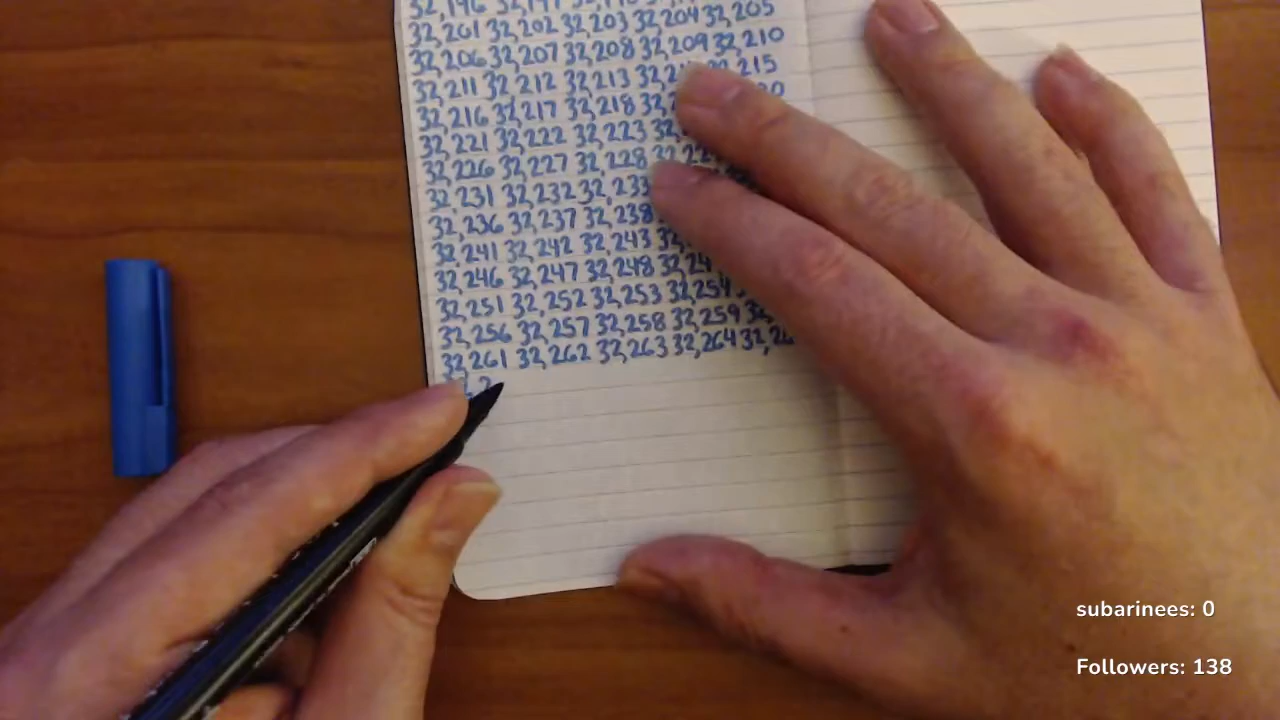 32,196 32,197
32,201 32,202 32,203 32,204 32,205
32,206 32,207 32,208 32,209 32,210
32,211 32,212 32,213 215
32,216 32,217 32,218
32,221 32,222 32,223
32,226 32,227 32,228
32,231 32,232 32,233
32,236 32,237 32,238
32,241 32,242 32,243
32,246 32,247 32,248
32,251 32,252 32,253 32,254
32,256 32,257 32,258 32,259
32,261 32,262 32,263 32,264
subarinees: 0
Followers: 138